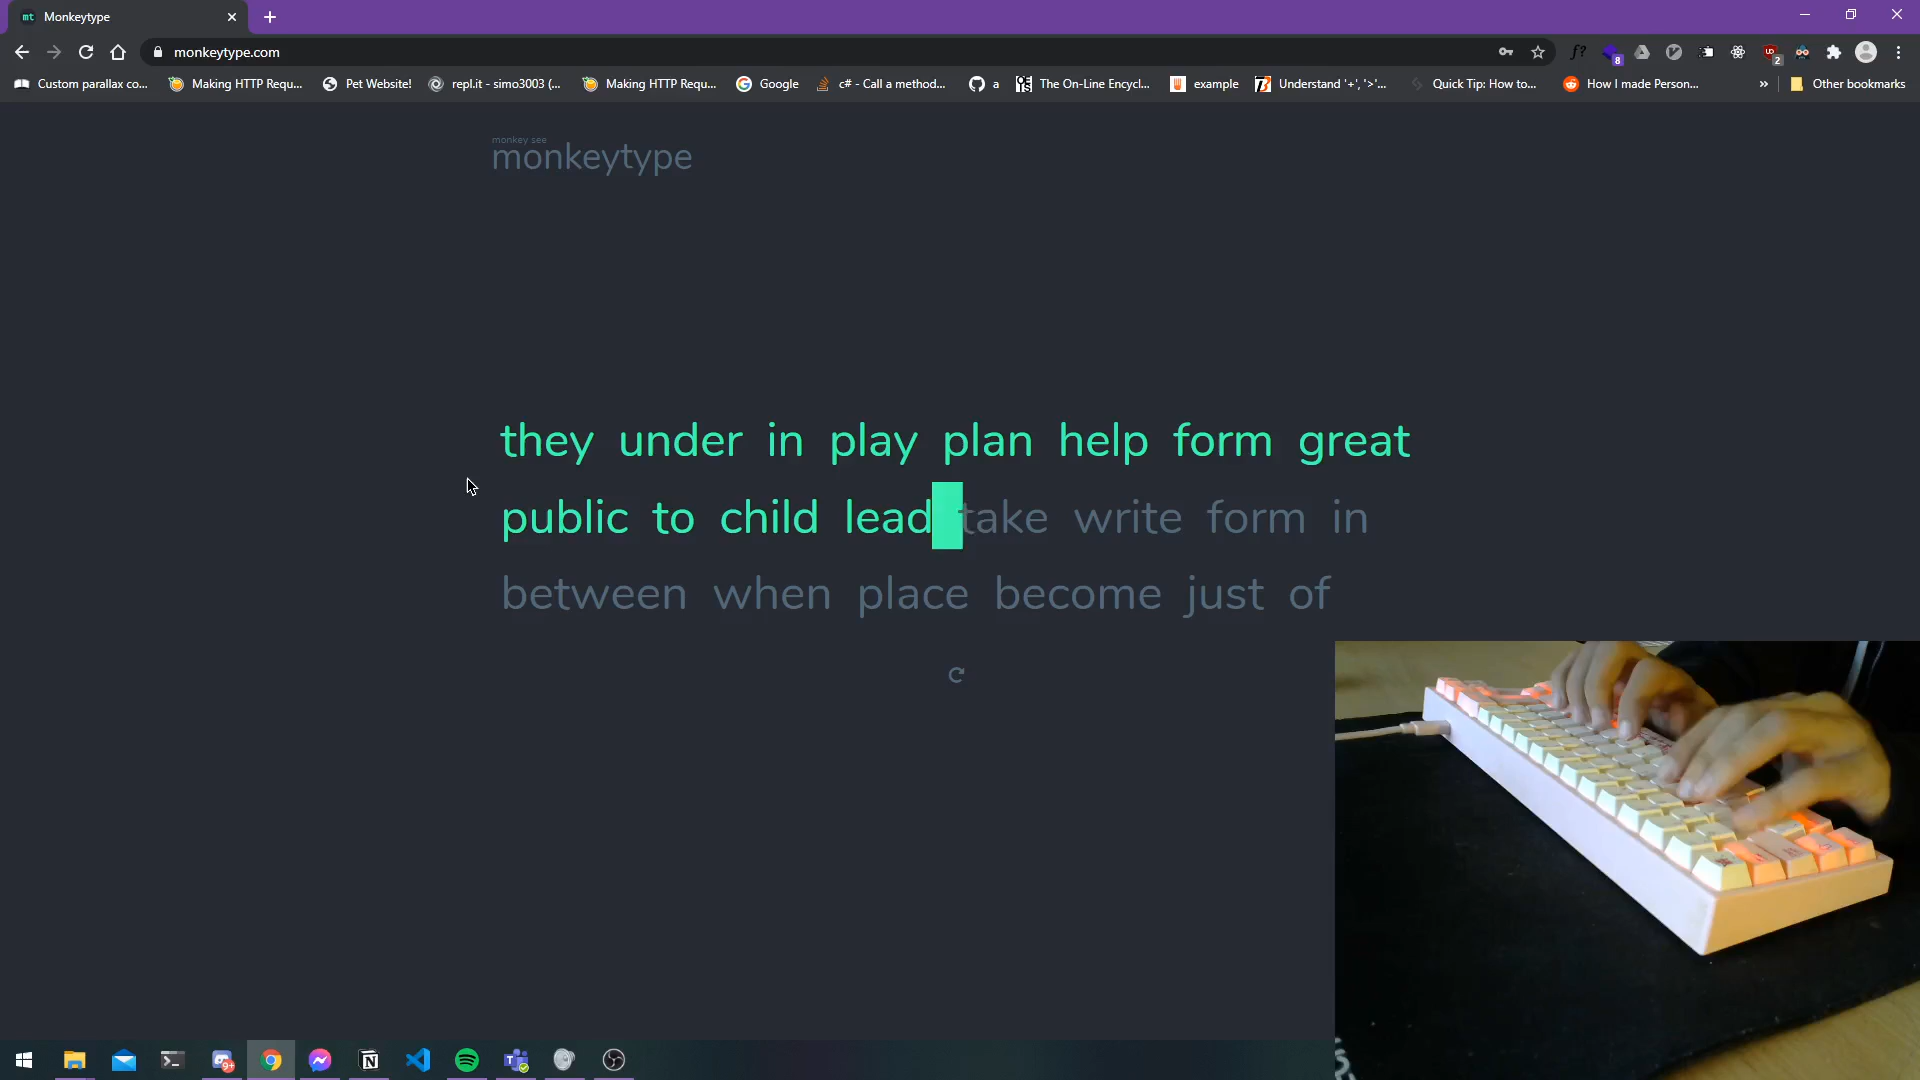 Monkeytype
monkeytype.com
8
2
Custom parallax co...
Making HTTP Requ...
Pet Website!
repl.it - simo3003 (...
Making HTTP Requ...
Google
c# - Call a method...
a
The On-Line Encycl...
example
Understand '+','>'...
Quick Tip: How to...
How I made Person...
»
Other bookmarks
monkey see
monkeytype
they under in play plan help form great
public to child lead take write form in
between when place become just of
9+